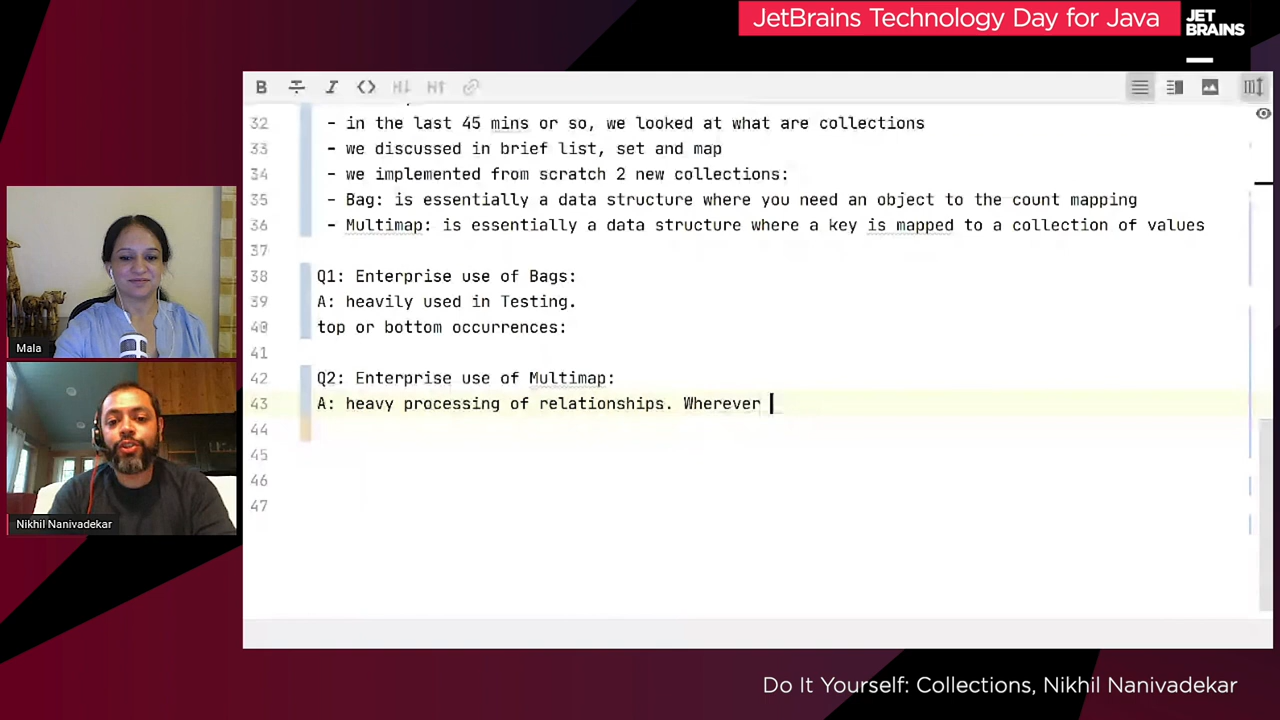 JetBrains Technology Day for Java
JET
BRAINS
32 - in the last 45 mins or so, we looked at what are collections
33 - we discussed in brief list, set and map
34 - we implemented from scratch 2 new collections:
35 - Bag: is essentially a data structure where you need an object to the count mapping
36 - Multimap: is essentially a data structure where a key is mapped to a collection of values
37
38 Q1: Enterprise use of Bags:
39 A: heavily used in Testing.
40 top or bottom occurrences:
41
42 Q2: Enterprise use of Multimap:
43 A: heavy processing of relationships. Wherever
44
45
46
47
Mala
Nikhil Nanivadekar
Do It Yourself: Collections, Nikhil Nanivadekar